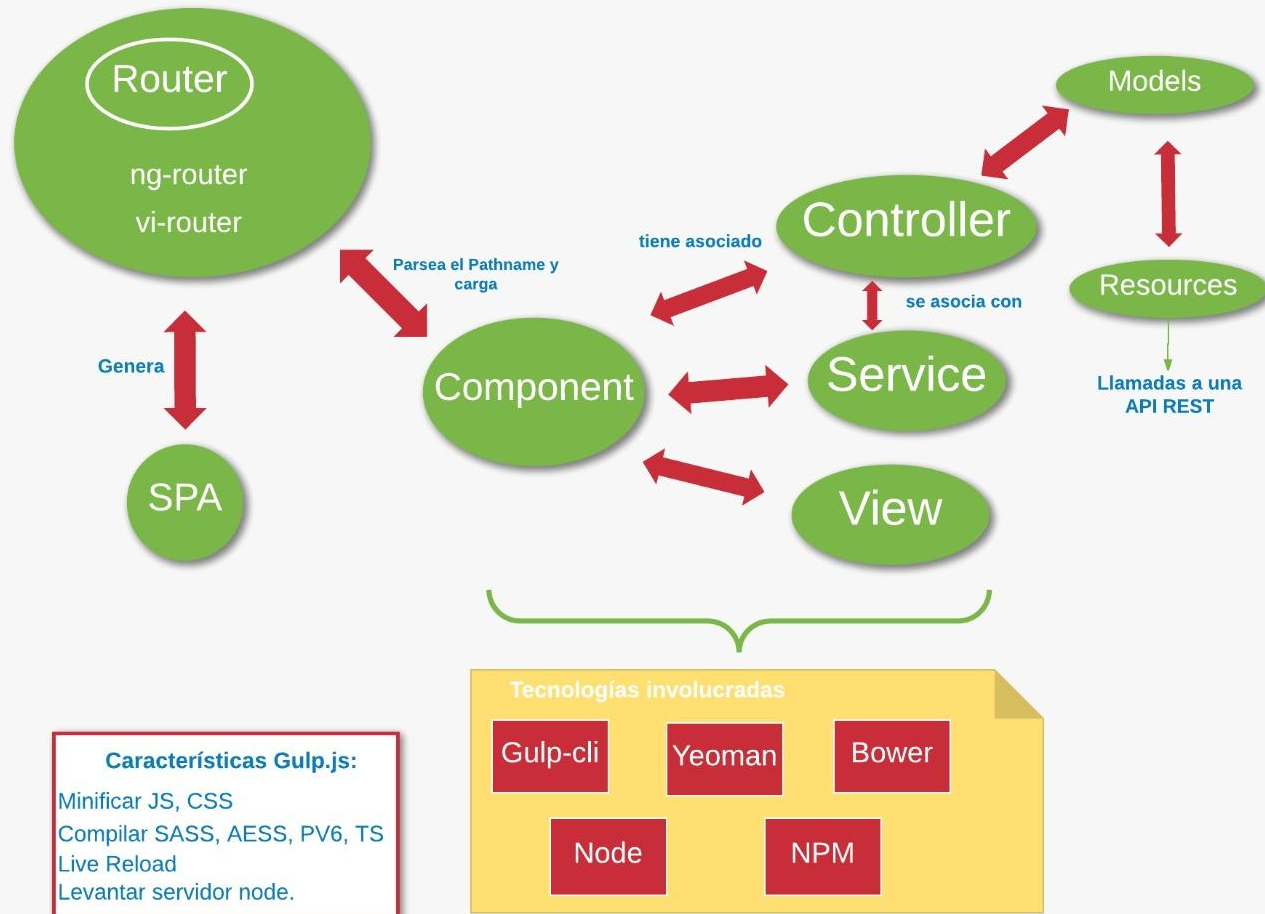 Router
ng-router
vi-router
Genera
SPA
Parsea el Pathname y
carga
Component
tiene asociado
Controller
se asocia con
Service
View
Models
Resources
Llamadas a una
API REST
Tecnologías involucradas
Gulp-cli
Yeoman
Bower
Node
NPM
Característícas Gulp.js:
Minificar JS, CSS
Compilar SASS, AESS, PV6, TS
Live Reload
Levantar servidor node.